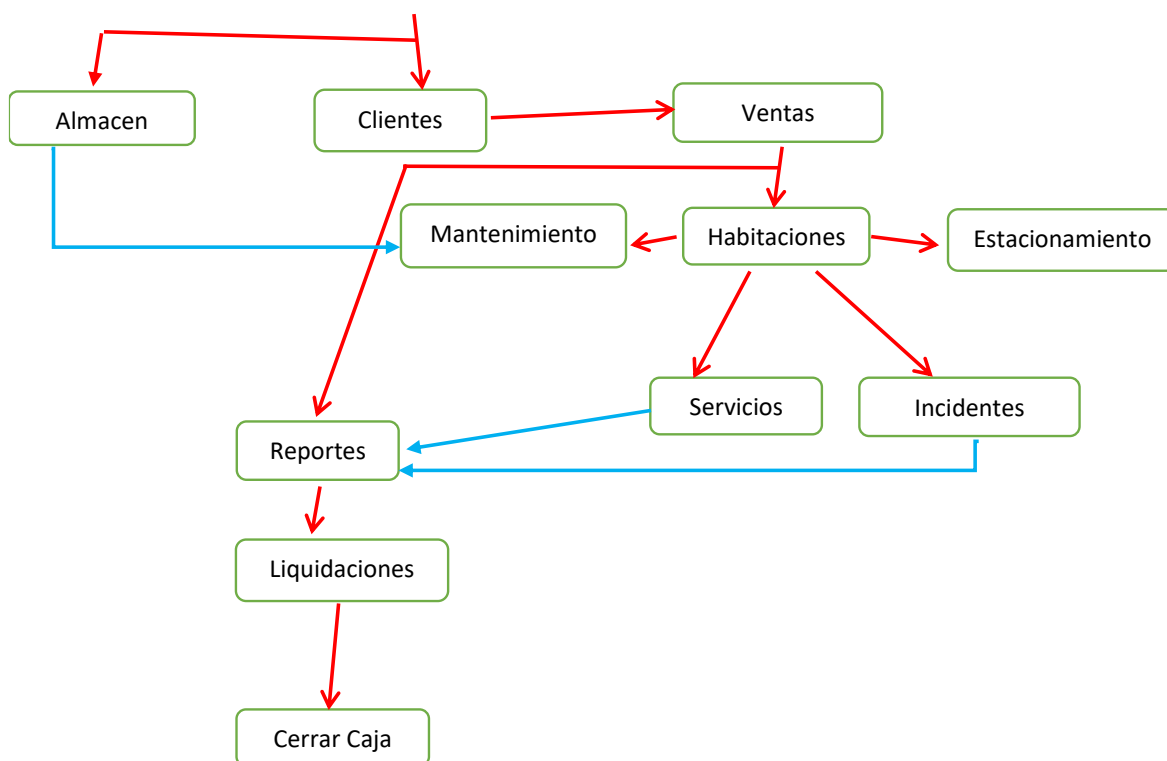 Almacen
Clientes
Ventas
Mantenimiento
Habitaciones
Estacionamiento
Servicios
Incidentes
Reportes
Liquidaciones
Cerrar Caja